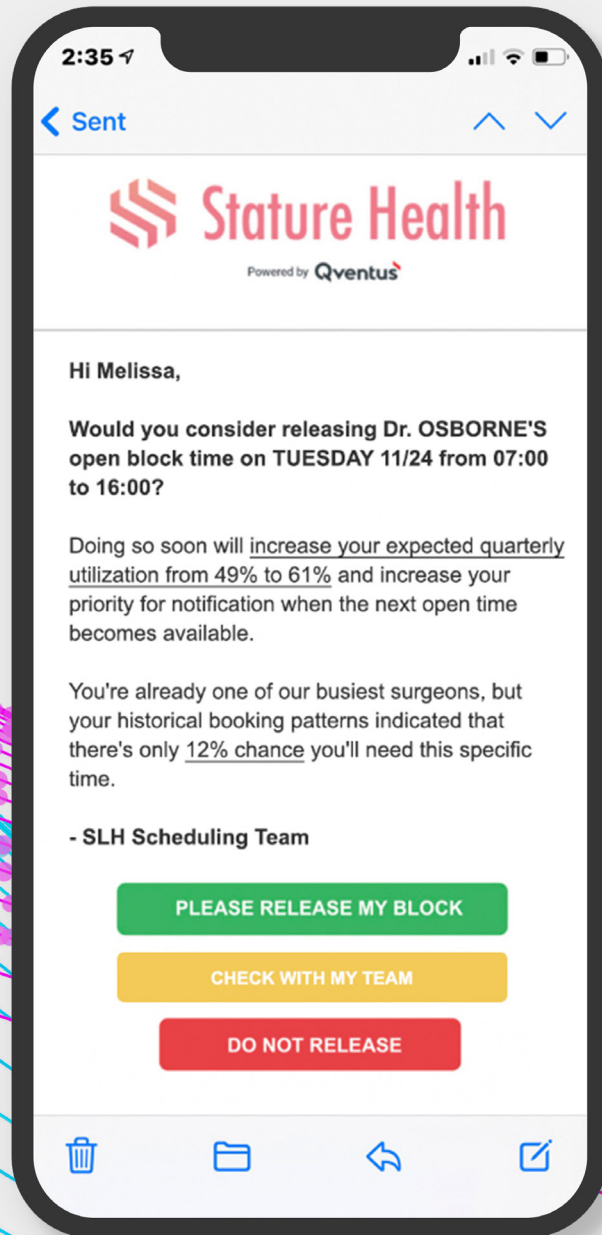 2:35
Sent
Stature Health
Powered by Qventus
Hi Melissa,
Would you consider releasing Dr. OSBORNE'S
open block time on TUESDAY 11/24 from 07:00
to 16:00?
Doing so soon will increase your expected quarterly
utilization from 49% to 61% and increase your
priority for notification when the next open time
becomes available.
You're already one of our busiest surgeons, but
your historical booking patterns indicated that
there's only 12% chance you'll need this specific
time.
- SLH Scheduling Team
PLEASE RELEASE MY BLOCK
CHECK WITH MY TEAM
DO NOT RELEASE